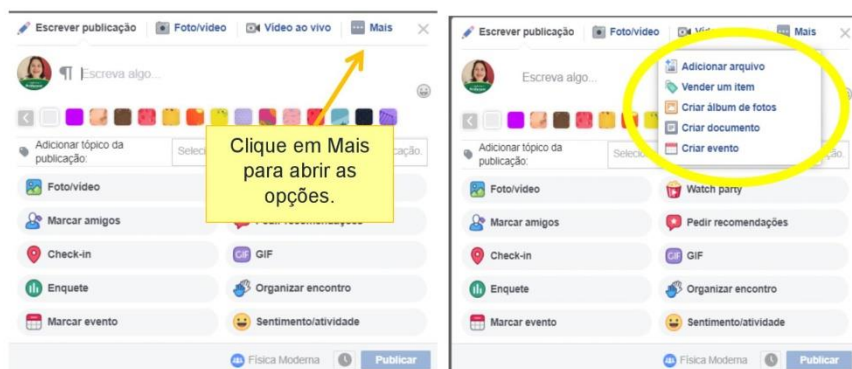 Escrever publicação Foto/vídeo Vídeo ao vivo Mais
Escreva algo...
Adicionar tópico da
publicação:
Clique em Mais
para abrir as
opções.
Foto/vídeo
Marcar amigos Pedir recomendações
Check-in GIF
Enquete Organizar encontro
Marcar evento Sentimento/atividade
Física Moderna Publicar
Escrever publicação Foto/vídeo Mais
Escreva algo...
Adicionar arquivo
Vender um item
Criar álbum de fotos
Criar documento
Criar evento
Adicionar tópico da
publicação:
Foto/vídeo Watch party
Marcar amigos Pedir recomendações
Check-in GIF
Enquete Organizar encontro
Marcar evento Sentimento/atividade
Física Moderna Publicar